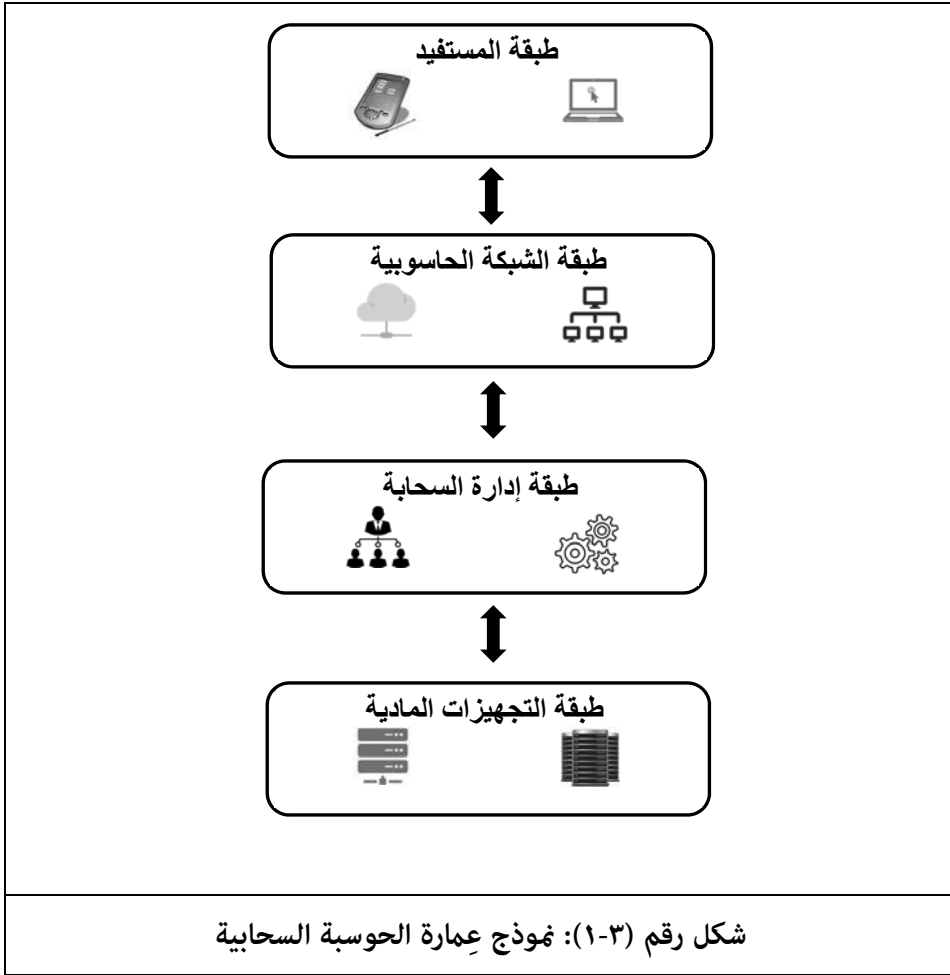 طبقة المستفيد
طبقة الشبكة الحاسوبية
طبقة إدارة السحابة
طبقة التجهيزات المادية
شكل رقم (٣-١): نموذج عِمارة الحوسبة السحابية